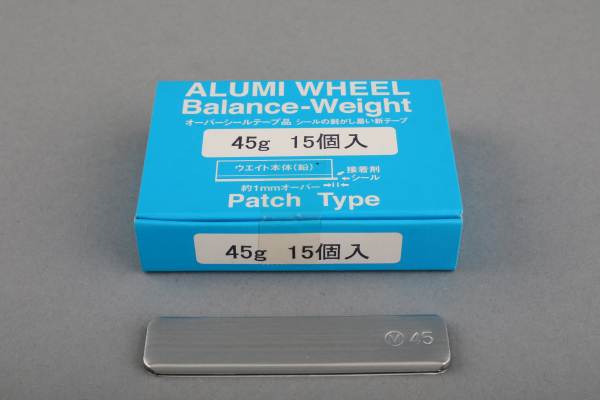 ALUMI WHEEL
Balance-Weight
オーバーシールテープ品 シールの剥がし易い新テープ
45g 15個入
ウエイト本体(鉛)
接着剤
シール
約1mmオーバー
Patch Type
45g 15個入
45